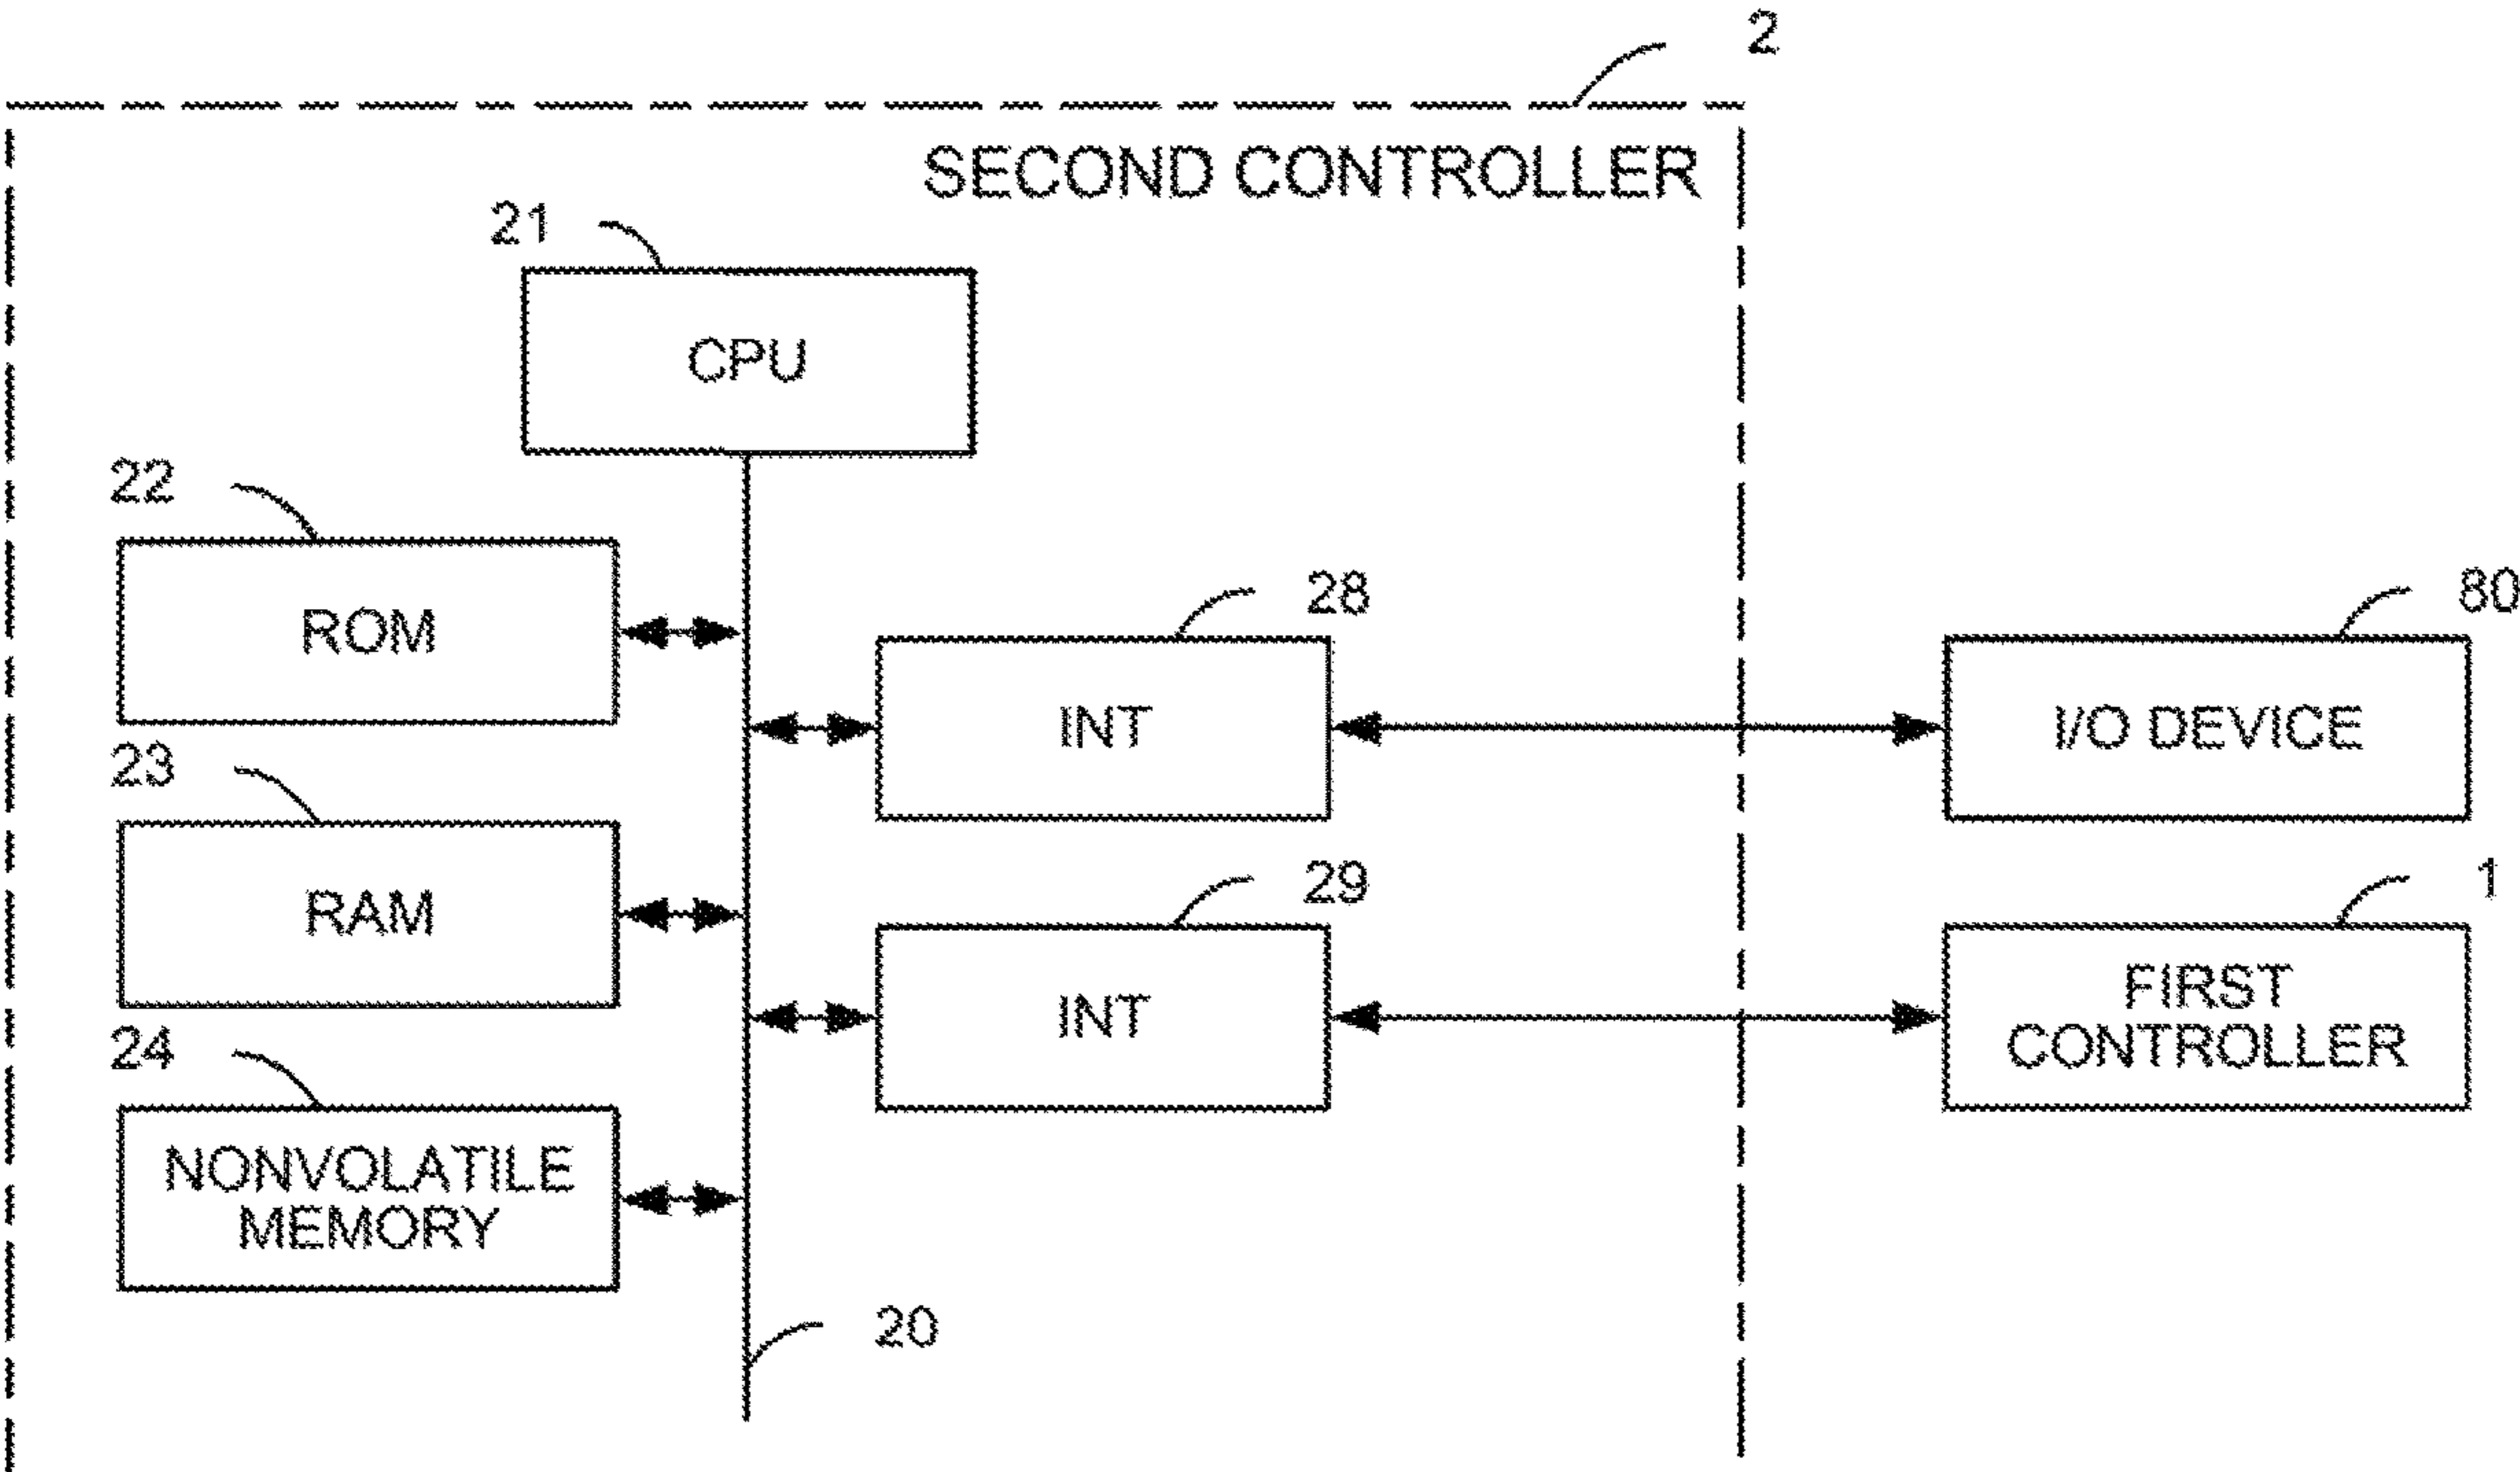 2
SECOND CONTROLLER
21
CPU
22
ROM
28
INT
80
I/O DEVICE
23
RAM
29
INT
1
FIRST
CONTROLLER
24
NONVOLATILE
MEMORY
20